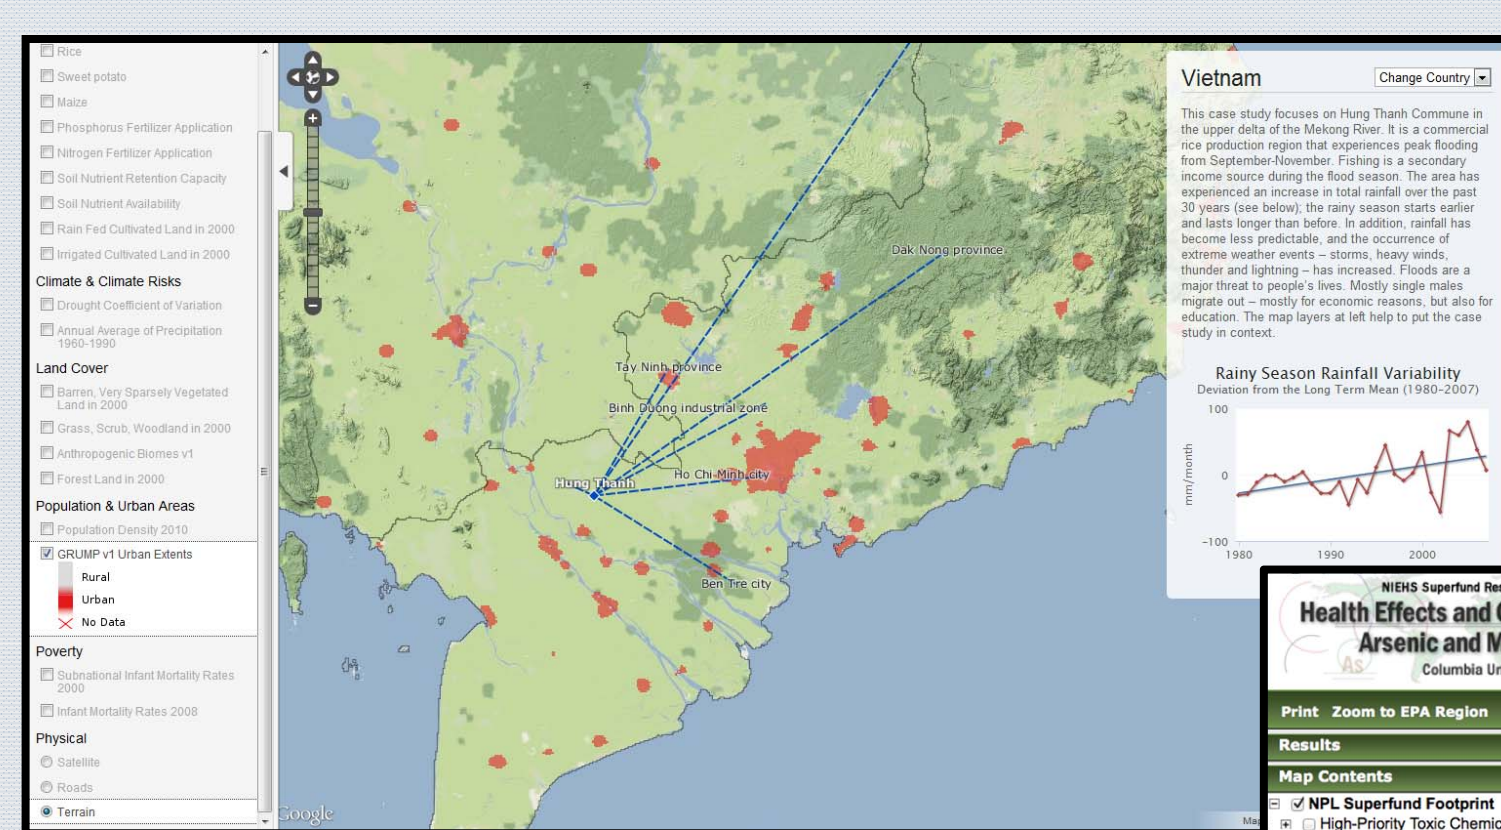 Rice
Sweet potato
Maize
Phosphorus Fertilizer Application
Nitrogen Fertilizer Application
Soil Nutrient Retention Capacity
Soil Nutrient Availability
Rain Fed Cultivated Land in 2000
Irrigated Cultivated Land in 2000
Climate & Climate Risks
Drought Coefficient of Variation
Annual Average of Precipitation
1960-1990
Land Cover
Barren, Very Sparsely Vegetated
Land in 2000
Grass, Scrub, Woodland in 2000
Anthropogenic Biomes v1
Forest Land in 2000
Population & Urban Areas
Population Density 2010
GRUMP v1 Urban Extents
Rural
Urban
No Data
Poverty
Subnational Infant Mortality Rates
2000
Infant Mortality Rates 2008
Physical
Satellite
Roads
Terrain
Dak Nong province
Tay Ninh province
Binh Duong industrial zone
Ho Chi Minh city
Hung Thanh
Ben Tre city
Google
Vietnam
Change Country
This case study focuses on Hung Thanh Commune in
the upper delta of the Mekong River. It is a commercial
rice production region that experiences peak flooding
from September-November. Fishing is a secondary
income source during the flood season. The area has
experienced an increase in total rainfall over the past
30 years (see below); the rainy season starts earlier
and lasts longer than before. In addition, rainfall has
become less predictable, and the occurrence of
extreme weather events – storms, heavy winds,
thunder and lightning – has increased. Floods are a
major threat to people's lives. Mostly single males
migrate out – mostly for economic reasons, but also for
education. The map layers at left help to put the case
study in context.
Rainy Season Rainfall Variability
Deviation from the Long Term Mean (1980-2007)
100
mm/month
0
-100
1980
1990
2000
NIEHS Superfund Res
Health Effects and
Arsenic and M
As
Columbia Un
Print Zoom to EPA Region
Results
Map Contents
NPL Superfund Footprint
High-Priority Toxic Chemic